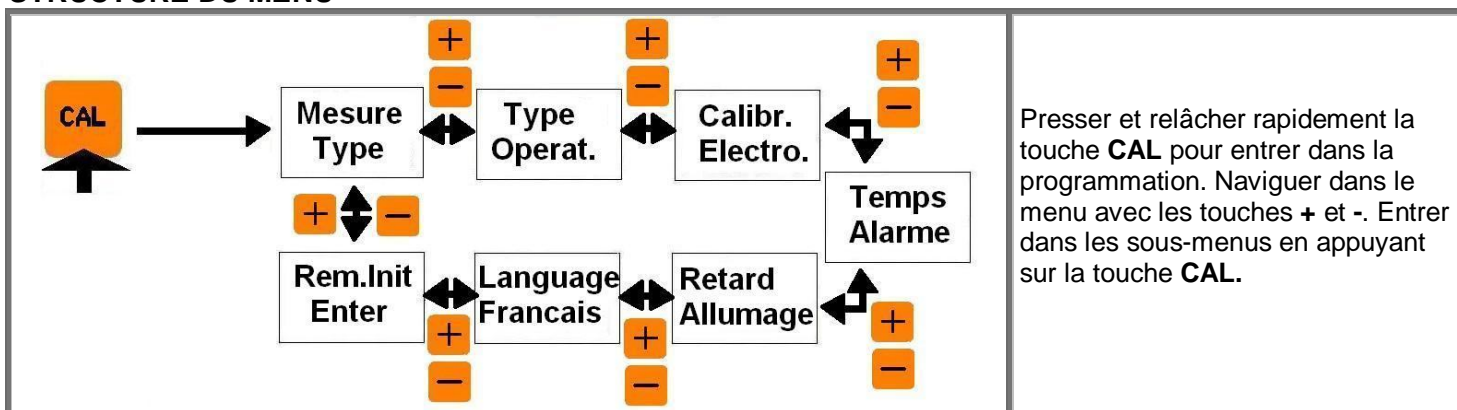 STRUCTURE DU MENU
+
−
+
−
+
−
CAL
Mesure
Type
Type
Operat.
Calibr.
Electro.
Temps
Alarme
+
−
Rem.Init
Enter
Language
Francais
Retard
Allumage
+
−
+
−
+
−
Presser et relâcher rapidement la
touche CAL pour entrer dans la
programmation. Naviguer dans le
menu avec les touches + et -. Entrer
dans les sous-menus en appuyant
sur la touche CAL.